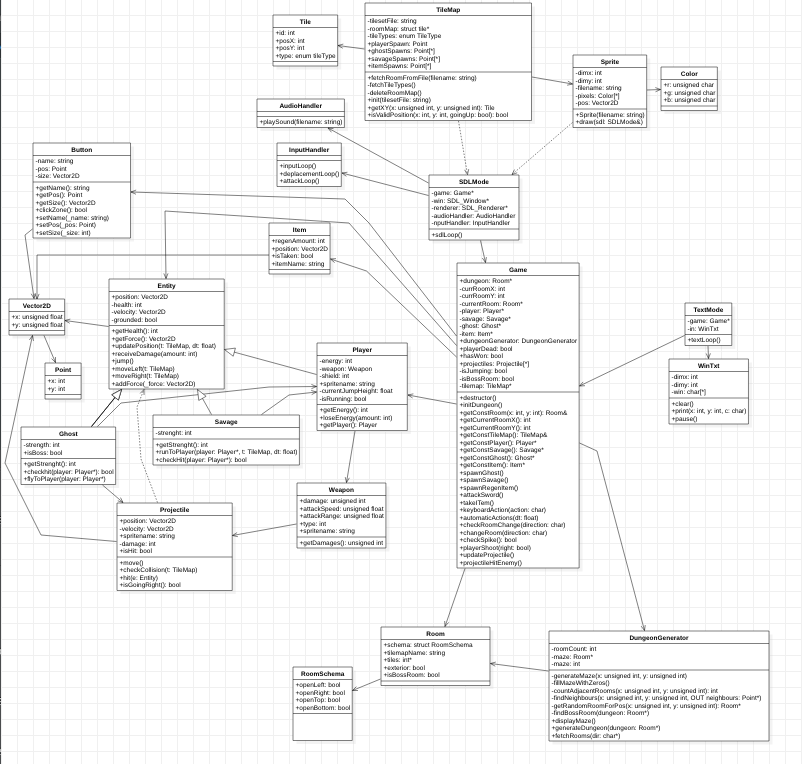 Tile
+id: int
+posX: int
+posY: int
+type: enum tileType
TileMap
-tilesetFile: string
-roomMap: struct tile*
-tileTypes: enum TileType
+playerSpawn: Point
+ghostSpawns: Point[*]
+savageSpawns: Point[*]
+itemSpawns: Point[*]
+fetchRoomFromFile(filename: string)
-fetchTileTypes()
-deleteRoomMap()
+init(tilesetFile: string)
+getXY(x: unsigned int, y: unsigned int): Tile
+isValidPosition(x: int, y: int, goingUp: bool): bool
Sprite
-dimx: int
-dimy: int
-filename: string
-pixels: Color[*]
-pos: Vector2D
+Sprite(filename: string)
+draw(sdl: SDLMode&)
Color
+r: unsigned char
+g: unsigned char
+b: unsigned char
AudioHandler
+playSound(filename: string)
InputHandler
+inputLoop()
+deplacementLoop()
+attackLoop()
Button
-name: string
-pos: Point
-size: Vector2D
+getName(): string
+getPos(): Point
+getSize(): Vector2D
+clickZone(): bool
+setName(_name: string)
+setPos(_pos: Point)
+setSize(_size: int)
SDLMode
-game: Game*
-win: SDL_Window*
-renderer: SDL_Renderer*
-audioHandler: AudioHandler
-inputHandler: InputHandler
+sdlLoop()
Item
+regenAmount: int
+position: Vector2D
+isTaken: bool
+itemName: string
Entity
+position: Vector2D
-health: int
-velocity: Vector2D
-grounded: bool
+getHealth(): int
+getForce(): Vector2D
+updatePosition(t: TileMap, dt: float)
+receiveDamage(amount: int)
+jump()
+moveLeft(t: TileMap)
+moveRight(t: TileMap)
+addForce(_force: Vector2D)
Vector2D
+x: unsigned float
+y: unsigned float
Point
+x: int
+y: int
Game
+dungeon: Room*
-currRoomX: int
-currRoomY: int
+currentRoom: Room*
-player: Player*
-savage: Savage*
-ghost: Ghost*
-item: Item*
+dungeonGenerator: DungeonGenerator
+playerDead: bool
+hasWon: bool
+projectiles: Projectile[*]
-isJumping: bool
-isBossRoom: bool
-tilemap: TileMap*
+destructor()
+initDungeon()
+getConstRoom(x: int, y: int): Room&
+getCurrentRoomX(): int
+getCurrentRoomY(): int
+getConstTileMap(): TileMap&
+getConstPlayer(): Player*
+getConstSavage(): Savage*
+getConstGhost(): Ghost*
+getConstItem(): Item*
+spawnGhost()
+spawnSavage()
+spawnRegenItem()
+attackSword()
+takeITem()
+keyboardAction(action: char)
+automaticActions(dt: float)
+checkRoomChange(direction: char)
+changeRoom(direction: char)
+checkSpike(): bool
+playerShoot(right: bool)
+updateProjectile()
+projectileHitEnemy()
TextMode
-game: Game*
-in: WinTxt
+textLoop()
WinTxt
-dimx: int
-dimy: int
-win: char[*]
+clear()
+print(x: int, y: int, c: char)
+pause()
Player
-energy: int
-weapon: Weapon
-shield: int
+spritename: string
-currentJumpHeight: float
+isRunning: bool
+getEnergy(): int
+loseEnergy(amount: int)
+getPlayer(): Player
Savage
-strenght: int
+getStrenght(): int
+runToPlayer(player: Player*, t: TileMap, dt: float)
+checkHit(player: Player*): bool
Ghost
-strength: int
+isBoss: bool
+getStrenght(): int
+checkhit(player: Player*): bool
+flyToPlayer(player: Player*)
Weapon
+damage: unsigned int
+attackSpeed: unsigned float
+attackRange: unsigned float
+type: int
+spritename: string
+getDamages(): unsigned int
Projectile
+position: Vector2D
-velocity: Vector2D
+spritename: string
-damage: int
+isHit: bool
+move()
+checkCollision(t: TileMap)
+hit(e: Entity)
+isGoingRight(): bool
Room
+schema: struct RoomSchema
+tilemapName: string
+tiles: int*
+exterior: bool
+isBossRoom: bool
RoomSchema
+openLeft: bool
+openRight: bool
+openTop: bool
+openBottom: bool
DungeonGenerator
-roomCount: int
-maze: Room*
-maze: int
-generateMaze(x: unsigned int, y: unsigned int)
-fillMazeWithZeros()
-countAdjacentRooms(x: unsigned int, y: unsigned int): int
-findNeighbours(x: unsigned int, y: unsigned int, OUT neighbours: Point*)
-getRandomRoomForPos(x: unsigned int, y: unsigned int): Room*
-findBossRoom(dungeon: Room*)
+displayMaze()
+generateDungeon(dungeon: Room*)
+fetchRooms(dir: char*)